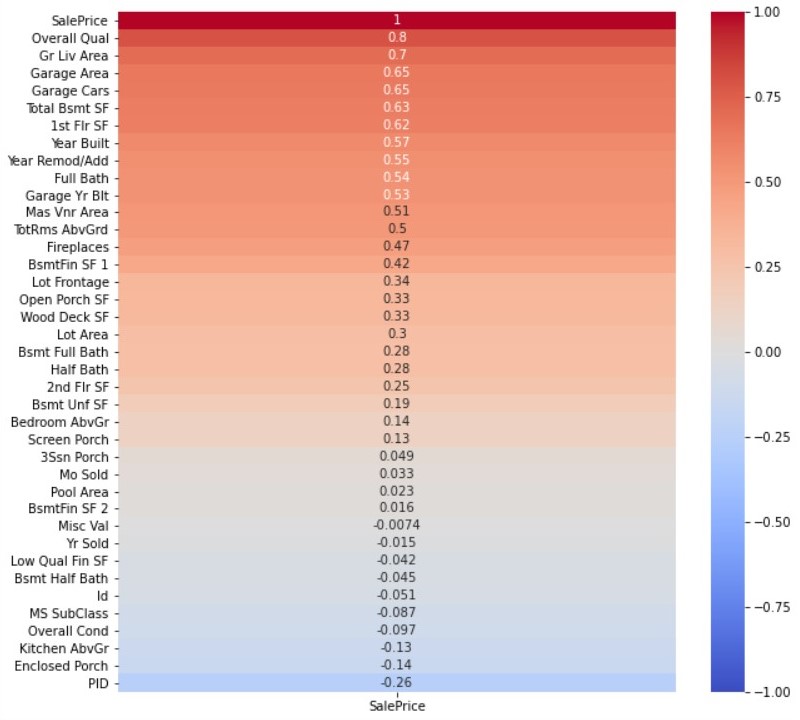 SalePrice 1
Overall Qual 0.8
Gr Liv Area 0.7
Garage Area 0.65
Garage Cars 0.65
Total Bsmt SF 0.63
1st Flr SF 0.62
Year Built 0.57
Year Remod/Add 0.55
Full Bath 0.54
Garage Yr Blt 0.53
Mas Vnr Area 0.51
TotRms AbvGrd 0.5
Fireplaces 0.47
BsmtFin SF 1 0.42
Lot Frontage 0.34
Open Porch SF 0.33
Wood Deck SF 0.33
Lot Area 0.3
Bsmt Full Bath 0.28
Half Bath 0.28
2nd Flr SF 0.25
Bsmt Unf SF 0.19
Bedroom AbvGr 0.14
Screen Porch 0.13
3Ssn Porch 0.049
Mo Sold 0.033
Pool Area 0.023
BsmtFin SF 2 0.016
Misc Val -0.0074
Yr Sold -0.015
Low Qual Fin SF -0.042
Bsmt Half Bath -0.045
Id -0.051
MS SubClass -0.087
Overall Cond -0.097
Kitchen AbvGr -0.13
Enclosed Porch -0.14
PID -0.26
SalePrice
1.00
0.75
0.50
0.25
0.00
−0.25
−0.50
−0.75
−1.00